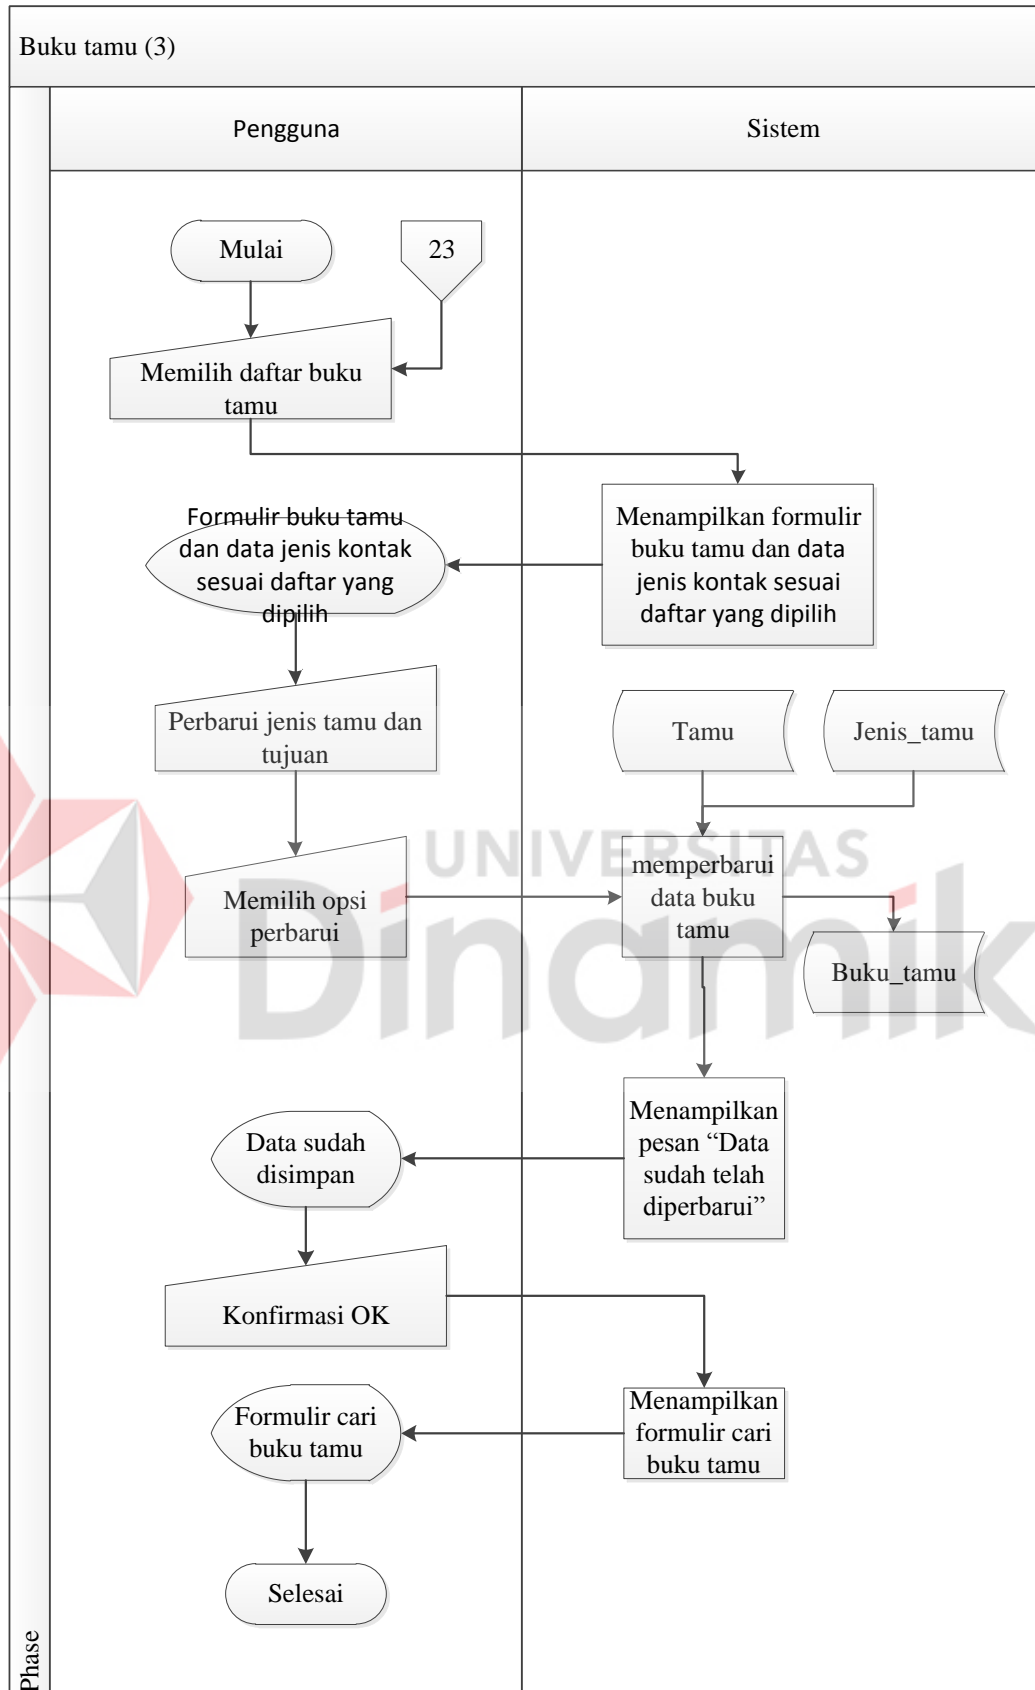 Buku tamu (3)
Pengguna
Sistem
Mulai
23
Memilih daftar buku
tamu
Formulir buku tamu
dan data jenis kontak
sesuai daftar yang
dipilih
Menampilkan formulir
buku tamu dan data
jenis kontak sesuai
daftar yang dipilih
Perbarui jenis tamu dan
tujuan
Tamu
Jenis_tamu
UNIVERSITAS
Dinamik
Memilih opsi
perbarui
memperbarui
data buku
tamu
Buku_tamu
Data sudah
disimpan
Menampilkan
pesan “Data
sudah telah
diperbarui”
Konfirmasi OK
Formulir cari
buku tamu
Menampilkan
formulir cari
buku tamu
Selesai
Phase